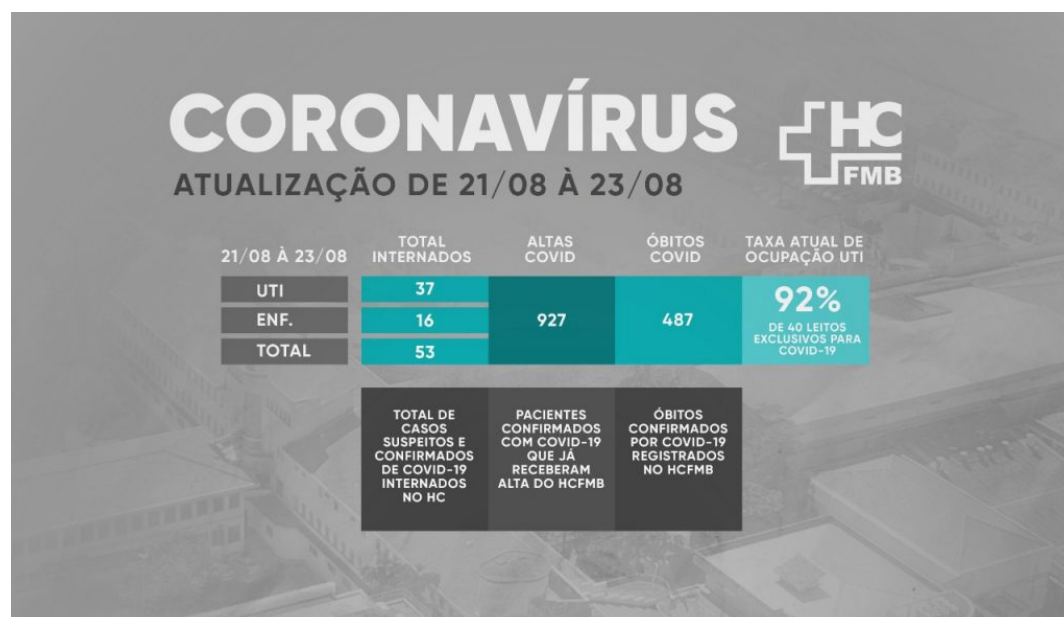 CORONAVÍRUS
HC
FMB
ATUALIZAÇÃO DE 21/08 À 23/08
21/08 À 23/08
TOTAL
INTERNADOS
ALTAS
COVID
ÓBITOS
COVID
TAXA ATUAL DE
OCUPAÇÃO UTI
UTI
37
ENF.
16
TOTAL
53
927
487
92%
DE 40 LEITOS
EXCLUSIVOS PARA
COVID-19
TOTAL DE
CASOS
SUSPEITOS E
CONFIRMADOS
DE COVID-19
INTERNADOS
NO HC
PACIENTES
CONFIRMADOS
COM COVID-19
QUE JÁ
RECEBERAM
ALTA DO HCFMB
ÓBITOS
CONFIRMADOS
POR COVID-19
REGISTRADOS
NO HCFMB